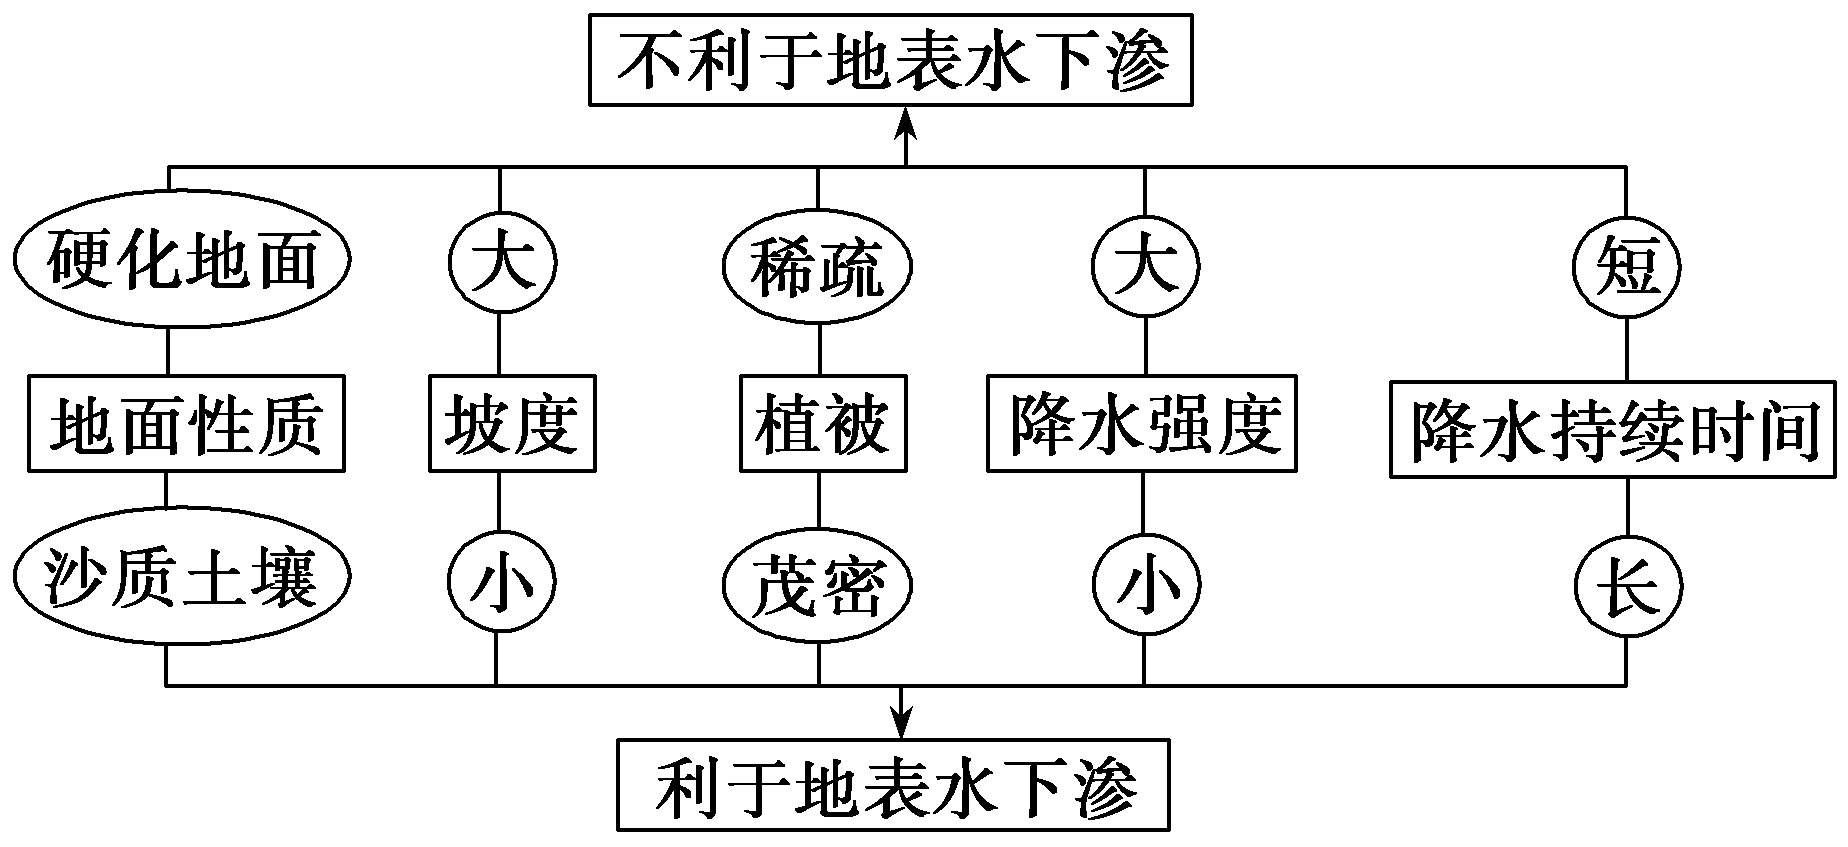 不利于地表水下渗
硬化地面 大 稀疏 大 短
地面性质 坡度 植被 降水强度 降水持续时间
沙质土壤 小 茂密 小 长
利于地表水下渗